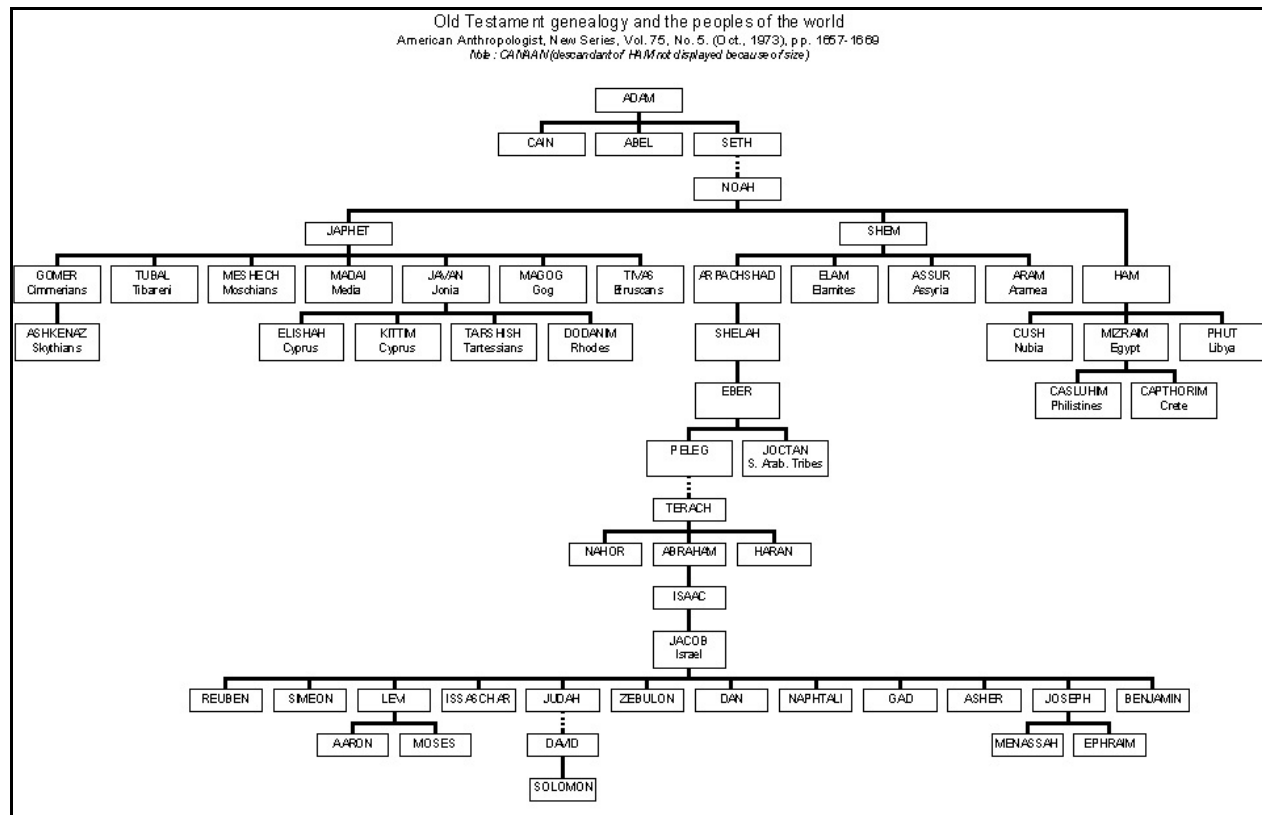 Old Testament genealogy and the peoples of the world
American Anthropologist, New Series, Vol. 75, No. 5. (Oct., 1973), pp. 1657-1669
Note : CANAAN (descandant of HAM not displayed because of size)
ADAM
CAIN
ABEL
SETH
NOAH
JAPHET
SHEM
GOMER
Cimmerians
TUBAL
Tibareni
MESHECH
Moschians
MADAI
Media
JAVAN
Jonia
MAGOG
Gog
TIVAS
Etruscans
ARPACHSHAD
ELAM
Elamites
ASSUR
Assyria
ARAM
Aramea
HAM
ASHKENAZ
Skythians
ELISHAH
Cyprus
KITTIM
Cyprus
TARSHISH
Tartessians
DODANIM
Rhodes
SHELAH
CUSH
Nubia
MIZRAIM
Egypt
PHUT
Libya
EBER
CASLUHIM
Philistines
CAPTHORIM
Crete
PELEG
JOCTAN
S. Arab. Tribes
TERACH
NAHOR
ABRAHAM
HARAN
ISAAC
JACOB
Israel
REUBEN
SIMEON
LEVI
ISSASCHAR
JUDAH
ZEBULON
DAN
NAPHTALI
GAD
ASHER
JOSEPH
BENJAMIN
AARON
MOSES
DAVID
MENASSAH
EPHRAIM
SOLOMON